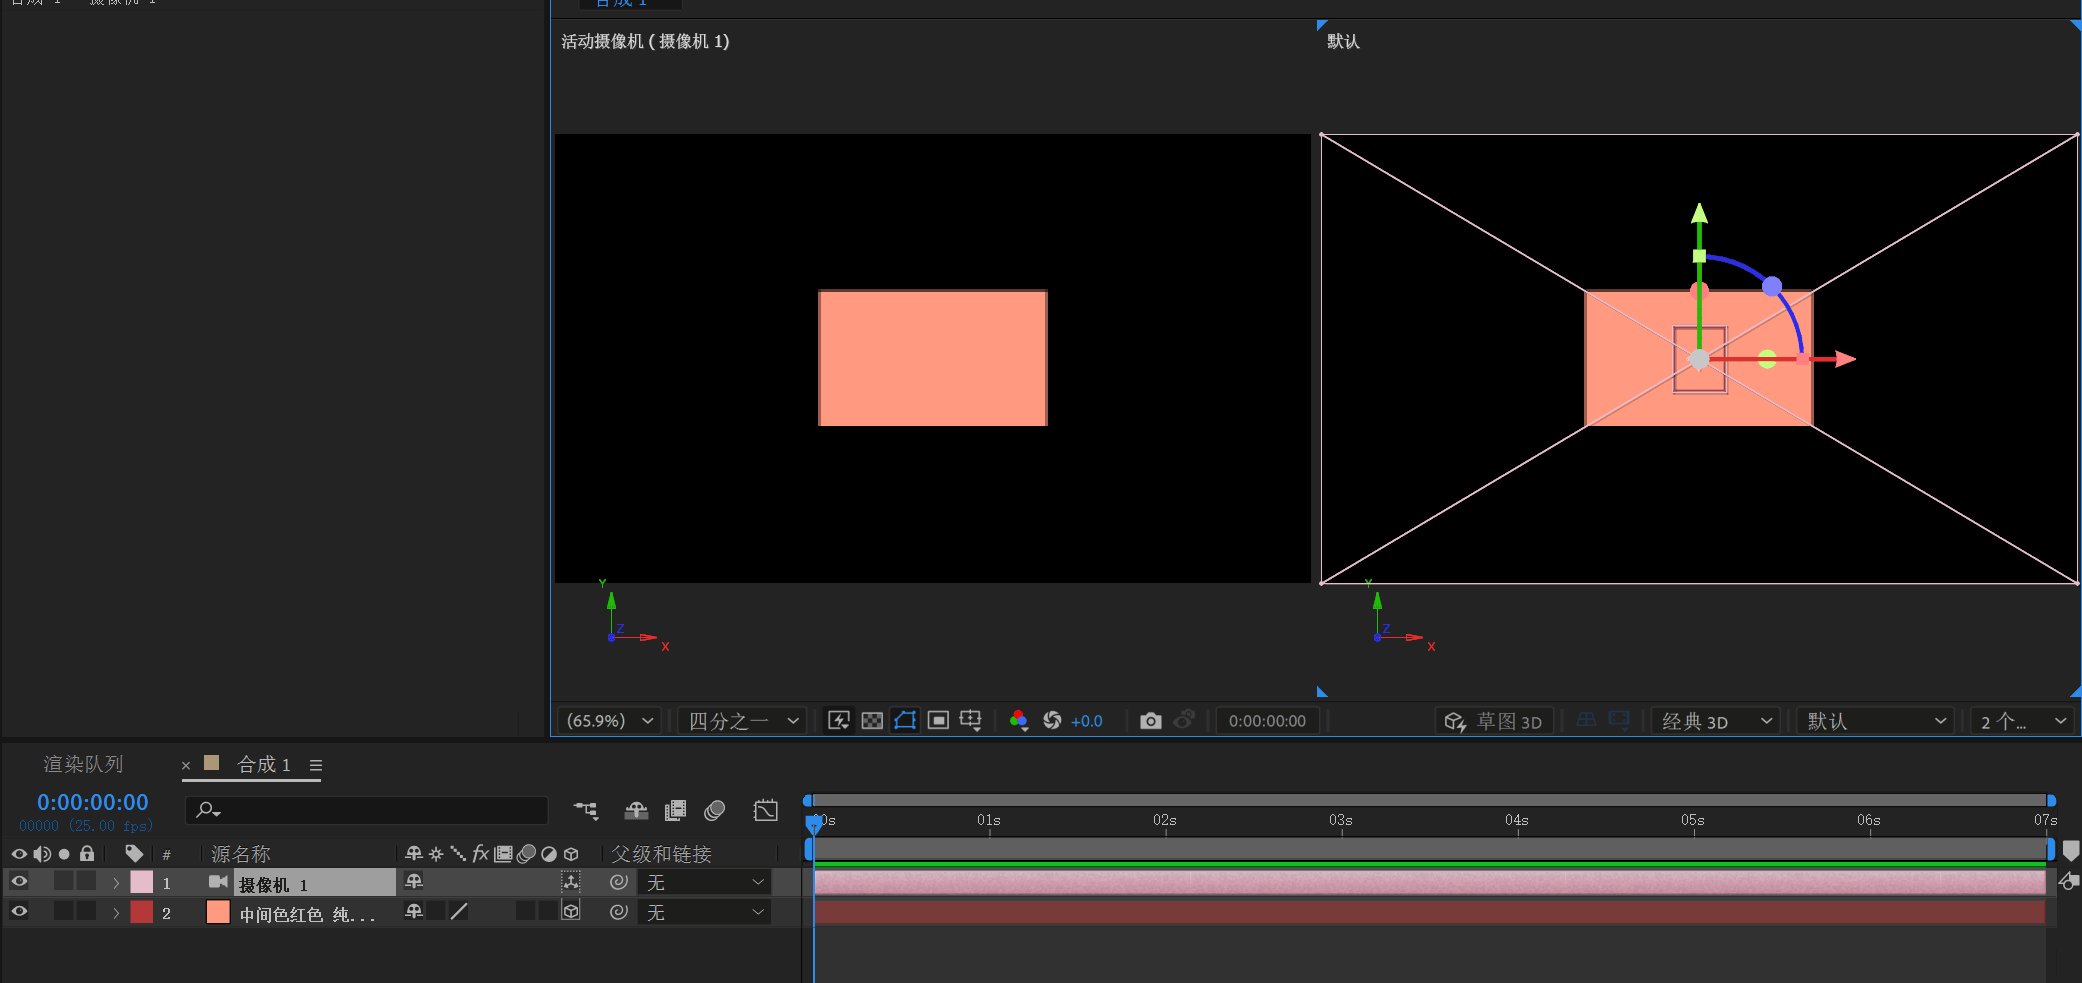 合成 1
摄像机 1
合成 1
活动摄像机 ( 摄像机 1)
默认
Y
Z
X
Y
Z
X
(65.9%)
四分之一
+0.0
0:00:00:00
草图 3D
经典 3D
默认
2 个...
渲染队列
× 合成 1
0:00:00:00
00000 (25.00 fps)
00s 01s 02s 03s 04s 05s 06s 07s
# 源名称 fx 父级和链接
1 摄像机 1 无
2 中间色红色 纯... 无